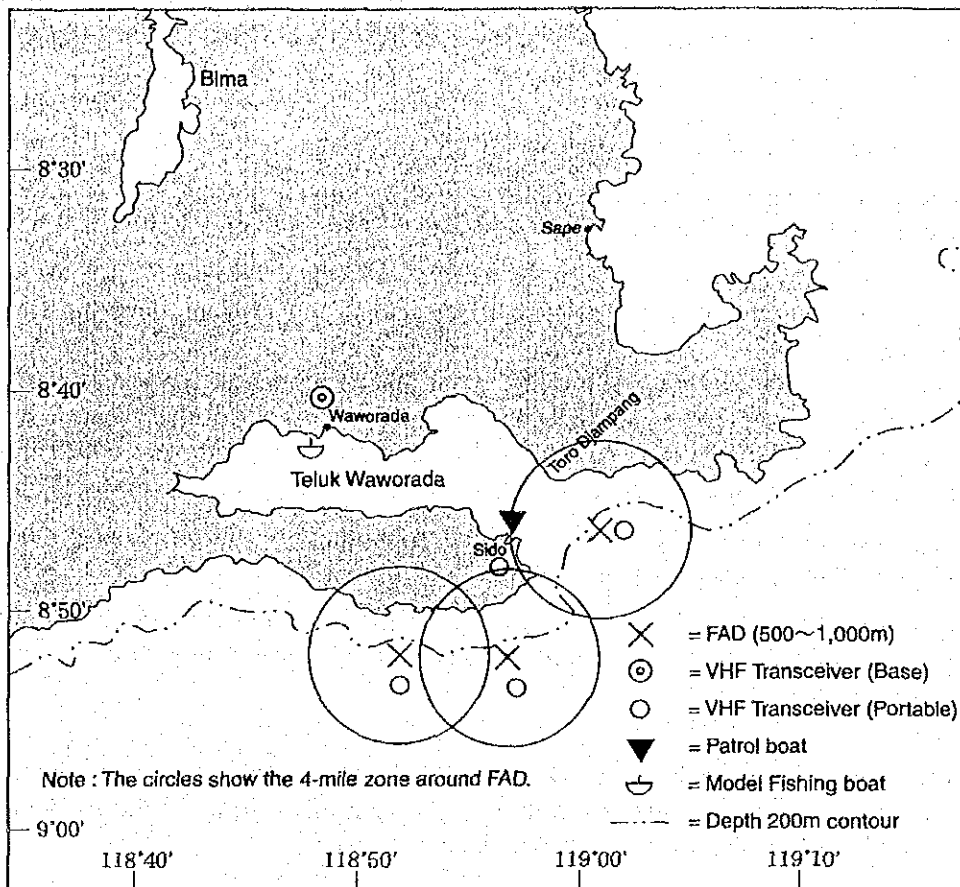 Bima
8°30'
Sape
8°40'
Waworada
Toro Djampang
Teluk Waworada
Sido
8°50'
= FAD (500～1,000m)
= VHF Transceiver (Base)
= VHF Transceiver (Portable)
= Patrol boat
Note : The circles show the 4-mile zone around FAD.
= Model Fishing boat
= Depth 200m contour
9°00'
118°40'
118°50'
119°00'
119°10'